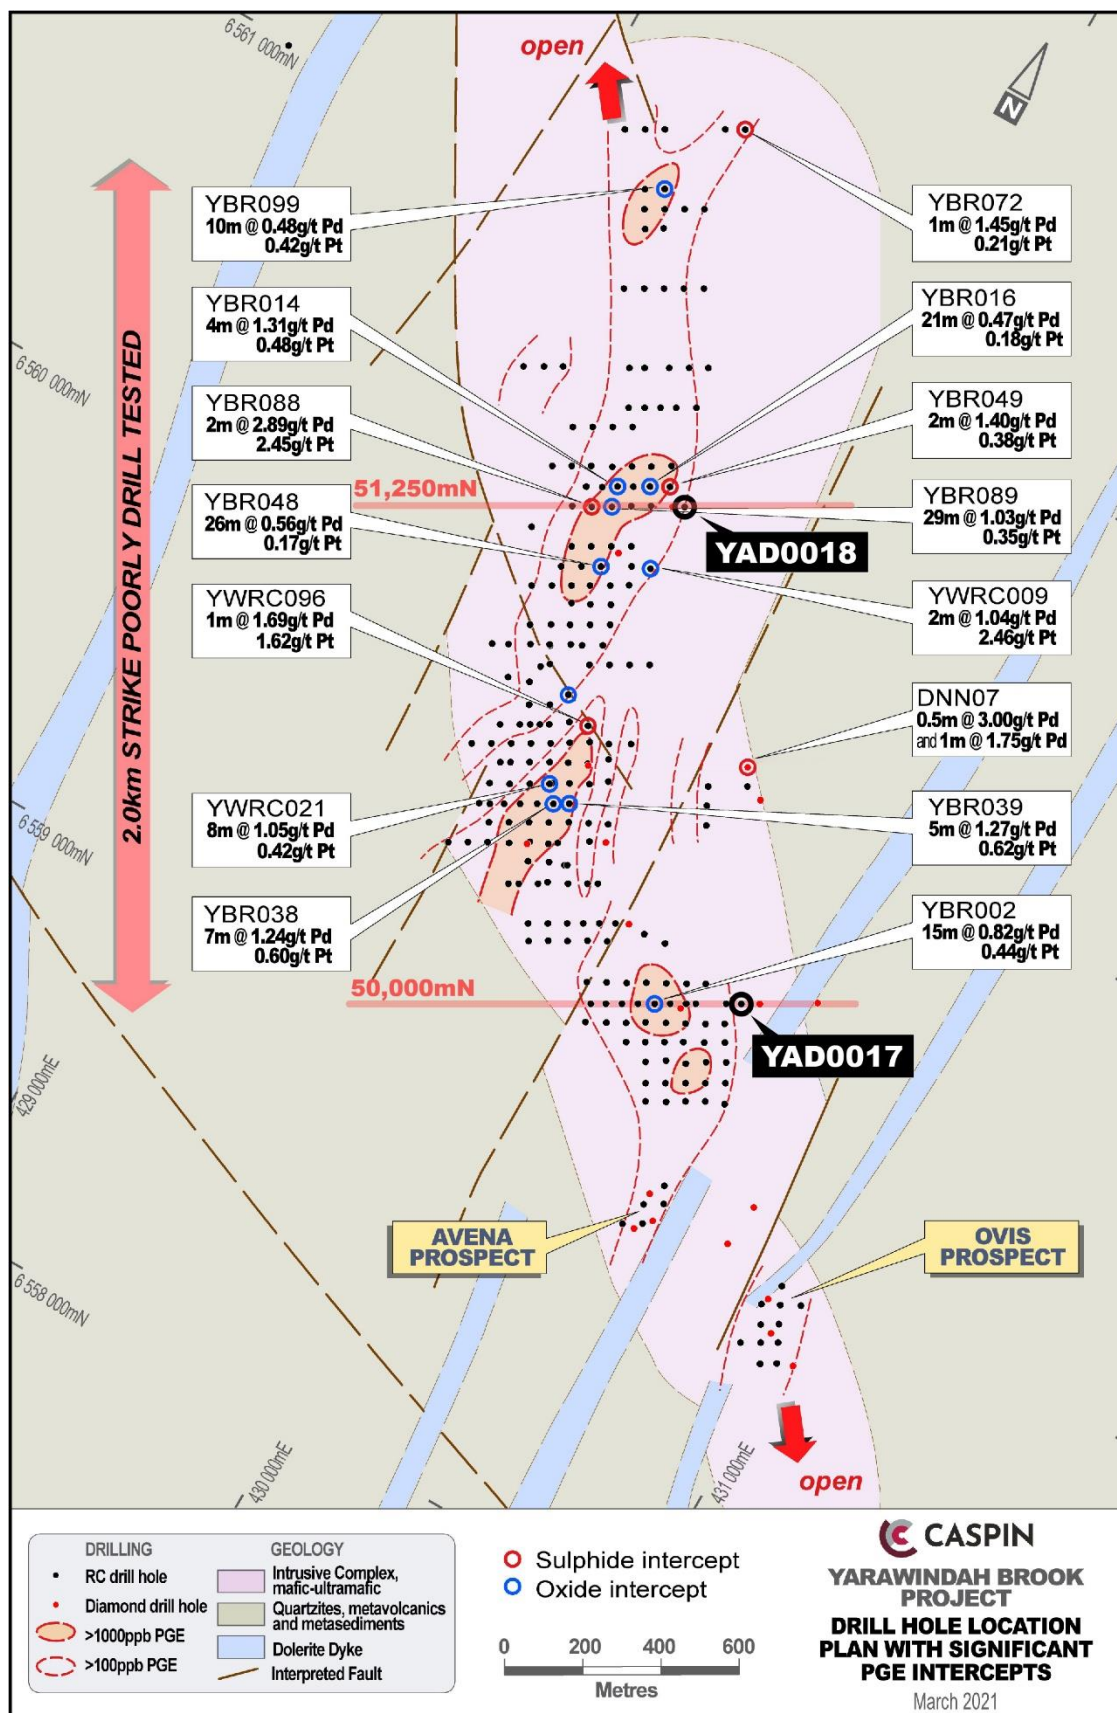 6 561 000mN
open
N
YBR099
10m @ 0.48g/t Pd
0.42g/t Pt
YBR072
1m @ 1.45g/t Pd
0.21g/t Pt
YBR014
4m @ 1.31g/t Pd
0.48g/t Pt
YBR016
21m @ 0.47g/t Pd
0.18g/t Pt
6 560 000mN
2.0km STRIKE POORLY DRILL TESTED
YBR088
2m @ 2.89g/t Pd
2.45g/t Pt
YBR049
2m @ 1.40g/t Pd
0.38g/t Pt
51,250mN
YBR048
26m @ 0.56g/t Pd
0.17g/t Pt
YBR089
29m @ 1.03g/t Pd
0.35g/t Pt
YAD0018
YWRC096
1m @ 1.69g/t Pd
1.62g/t Pt
YWRC009
2m @ 1.04g/t Pd
2.46g/t Pt
DNN07
0.5m @ 3.00g/t Pd
and 1m @ 1.75g/t Pd
6 559 000mN
YWRC021
8m @ 1.05g/t Pd
0.42g/t Pt
YBR039
5m @ 1.27g/t Pd
0.62g/t Pt
YBR038
7m @ 1.24g/t Pd
0.60g/t Pt
YBR002
15m @ 0.82g/t Pd
0.44g/t Pt
50,000mN
YAD0017
429 000mE
AVENA
PROSPECT
OVIS
PROSPECT
6 558 000mN
430 000mE
431 000mE
open
DRILLING
RC drill hole
Diamond drill hole
>1000ppb PGE
>100ppb PGE
GEOLOGY
Intrusive Complex,
mafic-ultramafic
Quartzites, metavolcanics
and metasediments
Dolerite Dyke
Interpreted Fault
Sulphide intercept
Oxide intercept
0 200 400 600
Metres
CASPIN
YARAWINDAH BROOK
PROJECT
DRILL HOLE LOCATION
PLAN WITH SIGNIFICANT
PGE INTERCEPTS
March 2021